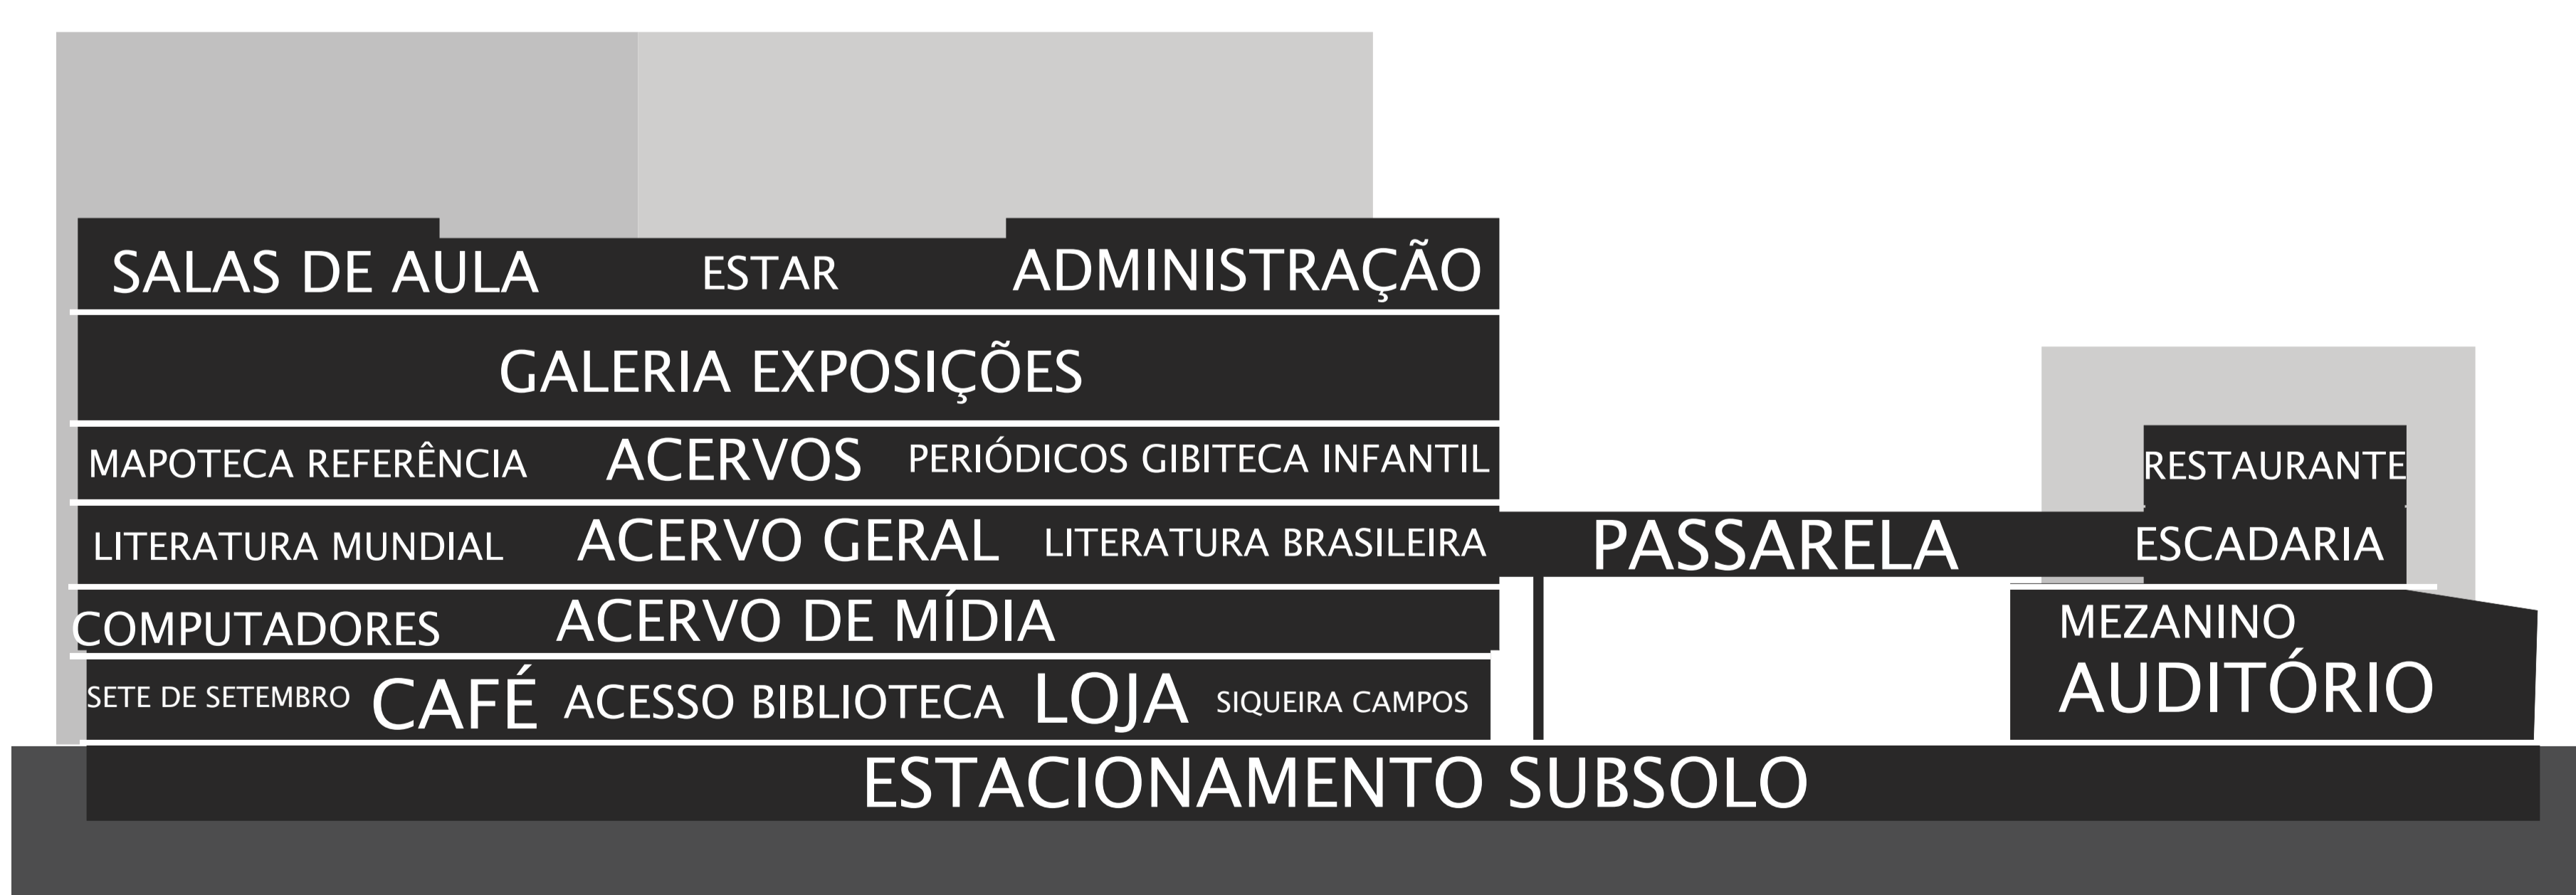 SALAS DE AULA ESTAR ADMINISTRAÇÃO
GALERIA EXPOSIÇÕES
MAPOTECA REFERÊNCIA ACERVOS PERIÓDICOS GIBITECA INFANTIL RESTAURANTE
LITERATURA MUNDIAL ACERVO GERAL LITERATURA BRASILEIRA PASSARELA ESCADARIA
COMPUTADORES ACERVO DE MÍDIA MEZANINO
SETE DE SETEMBRO CAFÉ ACESSO BIBLIOTECA LOJA SIQUEIRA CAMPOS AUDITÓRIO
ESTACIONAMENTO SUBSOLO